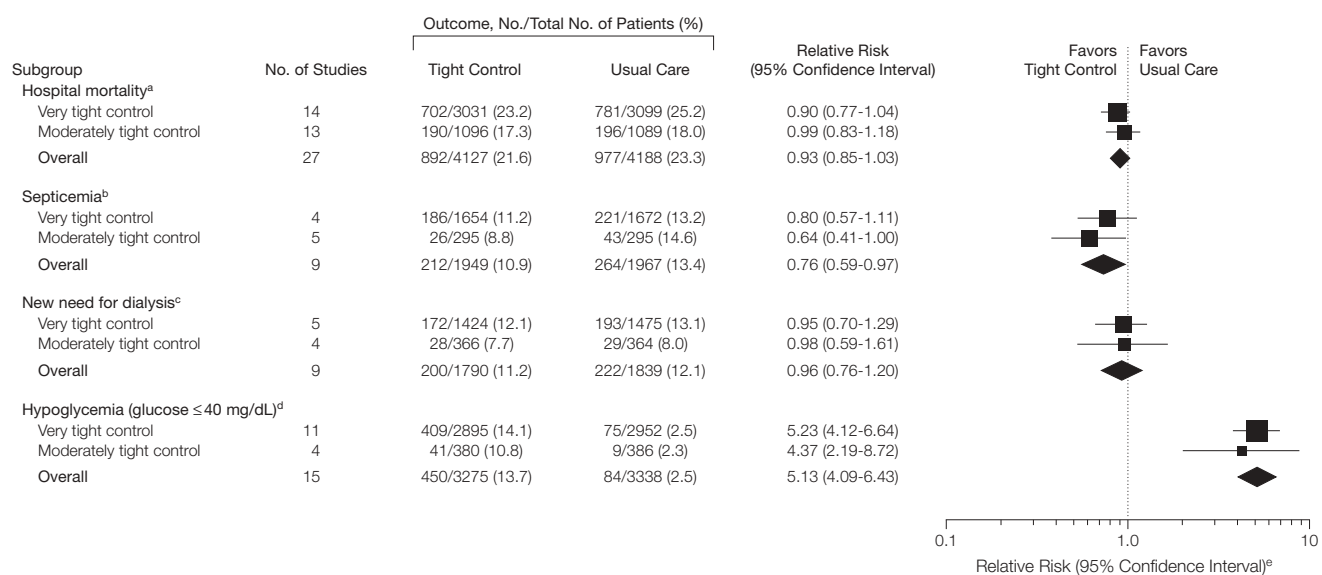 Outcome, No./Total No. of Patients (%)
Subgroup No. of Studies Tight Control Usual Care Relative Risk (95% Confidence Interval) Favors Tight Control Favors Usual Care
Hospital mortalityᵃ
Very tight control 14 702/3031 (23.2) 781/3099 (25.2) 0.90 (0.77-1.04)
Moderately tight control 13 190/1096 (17.3) 196/1089 (18.0) 0.99 (0.83-1.18)
Overall 27 892/4127 (21.6) 977/4188 (23.3) 0.93 (0.85-1.03)
Septicemiaᵇ
Very tight control 4 186/1654 (11.2) 221/1672 (13.2) 0.80 (0.57-1.11)
Moderately tight control 5 26/295 (8.8) 43/295 (14.6) 0.64 (0.41-1.00)
Overall 9 212/1949 (10.9) 264/1967 (13.4) 0.76 (0.59-0.97)
New need for dialysisᶜ
Very tight control 5 172/1424 (12.1) 193/1475 (13.1) 0.95 (0.70-1.29)
Moderately tight control 4 28/366 (7.7) 29/364 (8.0) 0.98 (0.59-1.61)
Overall 9 200/1790 (11.2) 222/1839 (12.1) 0.96 (0.76-1.20)
Hypoglycemia (glucose ≤40 mg/dL)ᵈ
Very tight control 11 409/2895 (14.1) 75/2952 (2.5) 5.23 (4.12-6.64)
Moderately tight control 4 41/380 (10.8) 9/386 (2.3) 4.37 (2.19-8.72)
Overall 15 450/3275 (13.7) 84/3338 (2.5) 5.13 (4.09-6.43)
0.1 1.0 10
Relative Risk (95% Confidence Interval)ᵉ